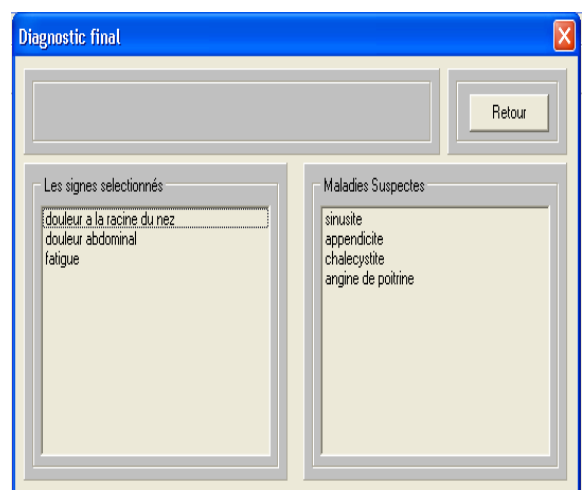 Diagnostic final
Retour
Les signes selectionnés
douleur a la racine du nez
douleur abdominal
fatigue
Maladies Suspectes
sinusite
appendicite
chalecystite
angine de poitrine